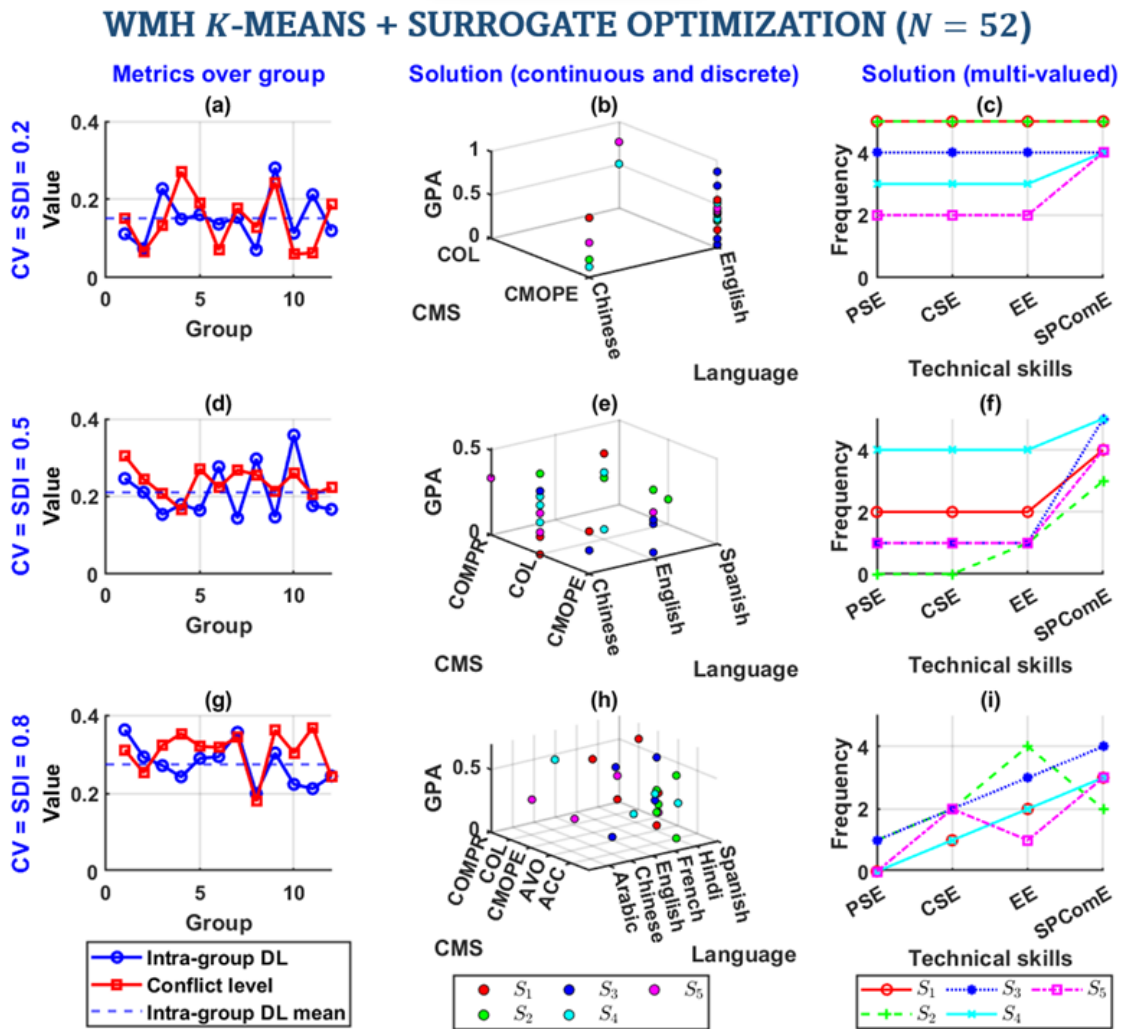 WMH K-MEANS + SURROGATE OPTIMIZATION (N = 52)
Metrics over group
Solution (continuous and discrete)
Solution (multi-valued)
CV = SDI = 0.2
(a)
0.4
0.2
0
Value
0 5 10
Group
(b)
1
0.5
0
GPA
COL
CMOPE
CMS
Chinese
English
Language
(c)
4
2
0
Frequency
PSE
CSE
EE
SPComE
Technical skills
CV = SDI = 0.5
(d)
0.4
0.2
0
Value
0 5 10
Group
(e)
0.5
0
GPA
COMPR
COL
CMOPE
CMS
Chinese
English
Spanish
Language
(f)
4
2
0
Frequency
PSE
CSE
EE
SPComE
Technical skills
CV = SDI = 0.8
(g)
0.4
0.2
0
Value
0 5 10
Group
(h)
0.5
0
GPA
COMPR
COL
CMOPE
AVO
ACC
CMS
Arabic
Chinese
English
French
Hindi
Spanish
Language
(i)
4
2
0
Frequency
PSE
CSE
EE
SPComE
Technical skills
Intra-group DL
Conflict level
Intra-group DL mean
S1 S3 S5
S2 S4
S1 S3 S5
S2 S4